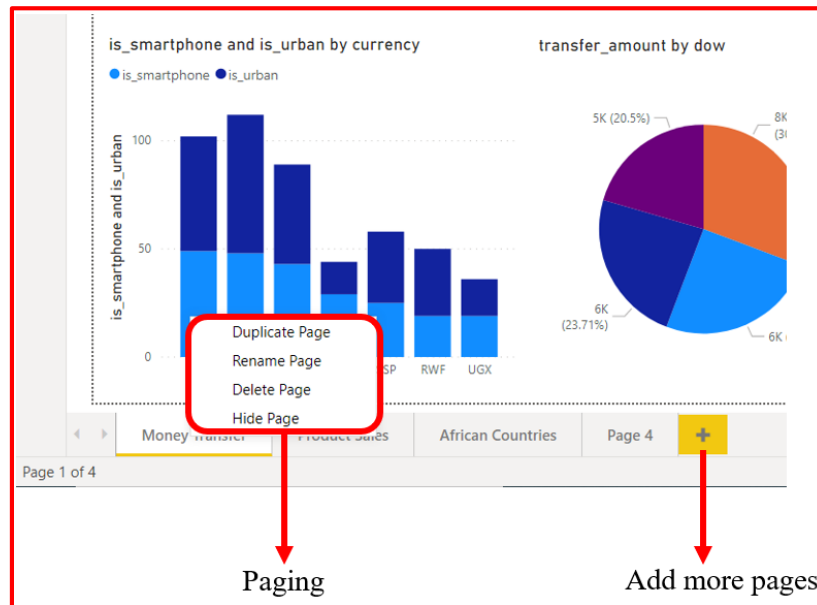 is_smartphone and is_urban by currency
transfer_amount by dow
is_smartphone is_urban
is_smartphone and is_urban
100
50
0
RWF
UGX
5K (20.5%)
8K
6K
(23.71%)
6K
Duplicate Page
Rename Page
Delete Page
Hide Page
Money Transfer
Product Sales
African Countries
Page 4
+
Page 1 of 4
Paging
Add more pages